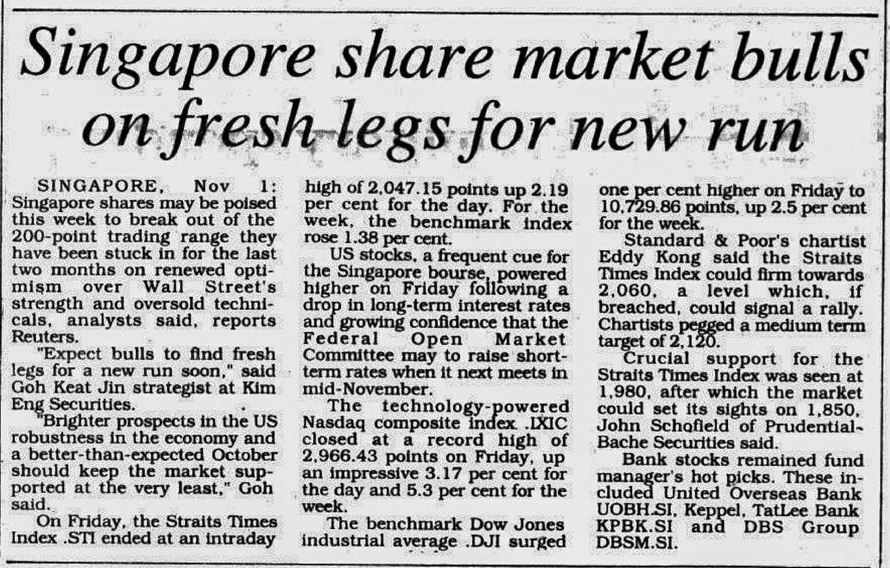 Singapore share market bulls
on fresh legs for new run
SINGAPORE, Nov 1:
Singapore shares may be poised
this week to break out of the
200-point trading range they
have been stuck in for the last
two months on renewed opti-
mism over Wall Street's
strength and oversold techni-
cals, analysts said, reports
Reuters.
"Expect bulls to find fresh
legs for a new run soon," said
Goh Keat Jin strategist at Kim
Eng Securities.
"Brighter prospects in the US
robustness in the economy and
a better-than-expected October
should keep the market sup-
ported at the very least," Goh
said.
On Friday, the Straits Times
Index .STI ended at an intraday
high of 2,047.15 points up 2.19
per cent for the day. For the
week, the benchmark index
rose 1.38 per cent.
US stocks, a frequent cue for
the Singapore bourse, powered
higher on Friday following a
drop in long-term interest rates
and growing confidence that the
Federal Open Market
Committee may to raise short-
term rates when it next meets in
mid-November.
The technology-powered
Nasdaq composite index .IXIC
closed at a record high of
2,966.43 points on Friday, up
an impressive 3.17 per cent for
the day and 5.3 per cent for the
week.
The benchmark Dow Jones
industrial average .DJI surged
one per cent higher on Friday to
10,729.86 points, up 2.5 per cent
for the week.
Standard & Poor's chartist
Eddy Kong said the Straits
Times Index could firm towards
2,060, a level which, if
breached, could signal a rally.
Chartists pegged a medium term
target of 2,120.
Crucial support for the
Straits Times Index was seen at
1,980, after which the market
could set its sights on 1,850,
John Schofield of Prudential-
Bache Securities said.
Bank stocks remained fund
manager's hot picks. These in-
cluded United Overseas Bank
UOBH.SI, Keppel, TatLee Bank
KPBK.SI and DBS Group
DBSM.SI.